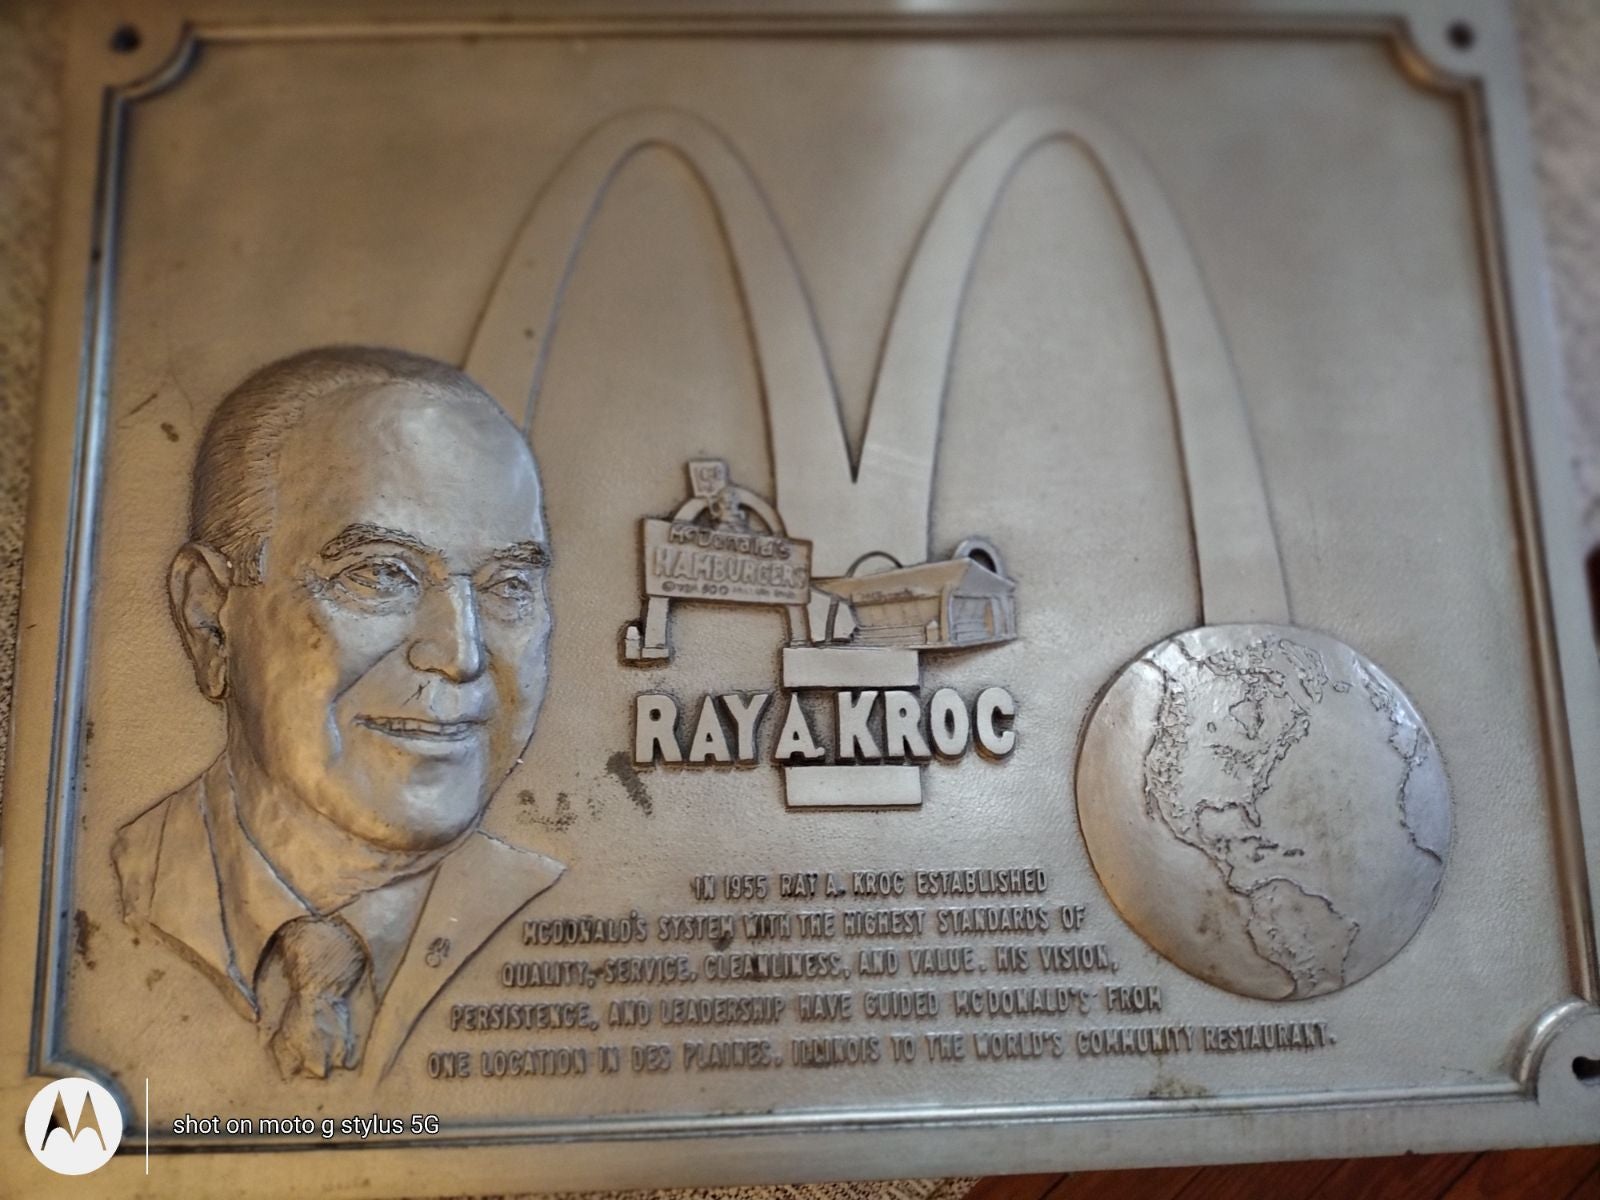 McDonald's
HAMBURGERS
RAY A KROC
IN 1955 RAY A. KROC ESTABLISHED
MCDONALD'S SYSTEM WITH THE HIGHEST STANDARDS OF
QUALITY, SERVICE, CLEANLINESS, AND VALUE. HIS VISION,
PERSISTENCE, AND LEADERSHIP HAVE GUIDED MCDONALD'S FROM
ONE LOCATION IN DES PLAINES, ILLINOIS TO THE WORLD'S COMMUNITY RESTAURANT.
shot on moto g stylus 5G